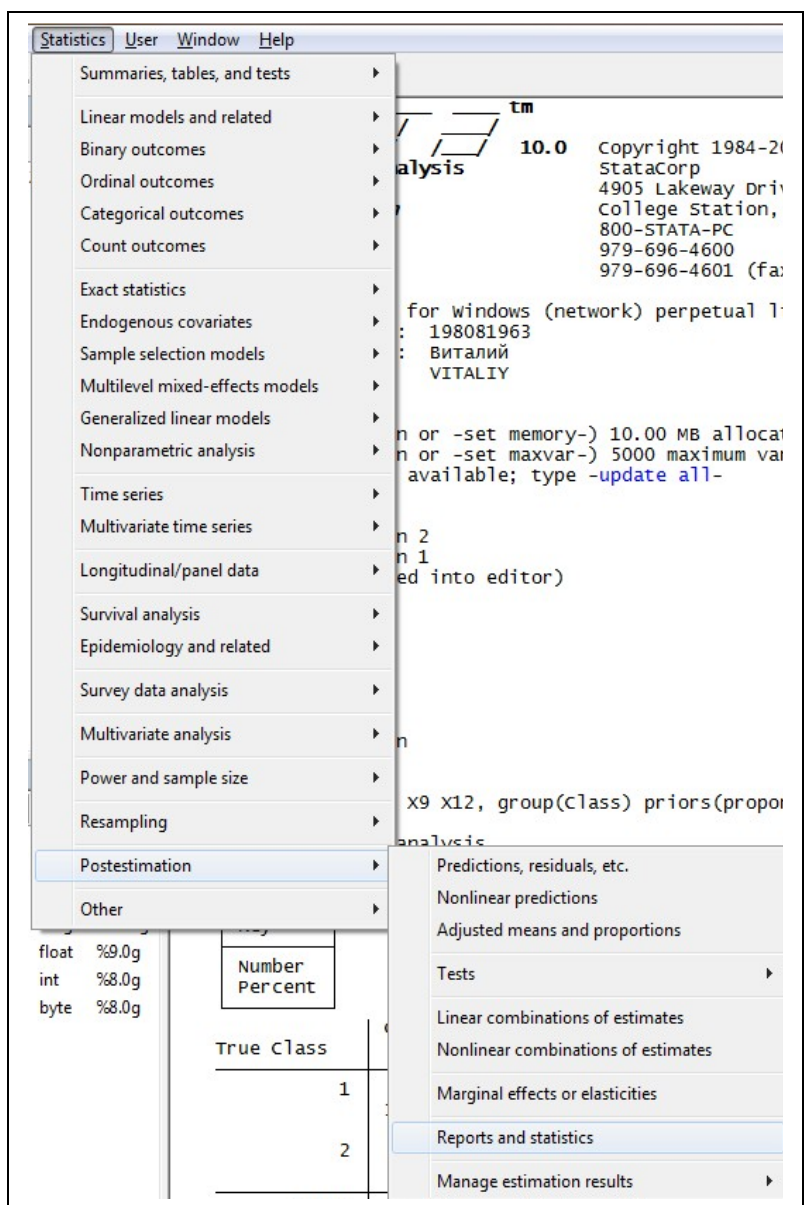 Statistics User Window Help
Summaries, tables, and tests
Linear models and related
Binary outcomes
Ordinal outcomes
Categorical outcomes
Count outcomes
Exact statistics
Endogenous covariates
Sample selection models
Multilevel mixed-effects models
Generalized linear models
Nonparametric analysis
Time series
Multivariate time series
Longitudinal/panel data
Survival analysis
Epidemiology and related
Survey data analysis
Multivariate analysis
Power and sample size
Resampling
Postestimation
Other
tm
10.0 Copyright 1984-20
alysis StataCorp
4905 Lakeway Driv
College Station,
800-STATA-PC
979-696-4600
979-696-4601 (fax
for Windows (network) perpetual li
: 198081963
: Виталий
VITALIY
n or -set memory-) 10.00 MB allocat
n or -set maxvar-) 5000 maximum var
available; type -update all-
n 2
n 1
ed into editor)
n
X9 X12, group(Class) priors(propor
analysis
Predictions, residuals, etc.
Nonlinear predictions
Adjusted means and proportions
Tests
Linear combinations of estimates
Nonlinear combinations of estimates
Marginal effects or elasticities
Reports and statistics
Manage estimation results
float %9.0g
int %8.0g
byte %8.0g
Key
Number
Percent
True Class
1
2